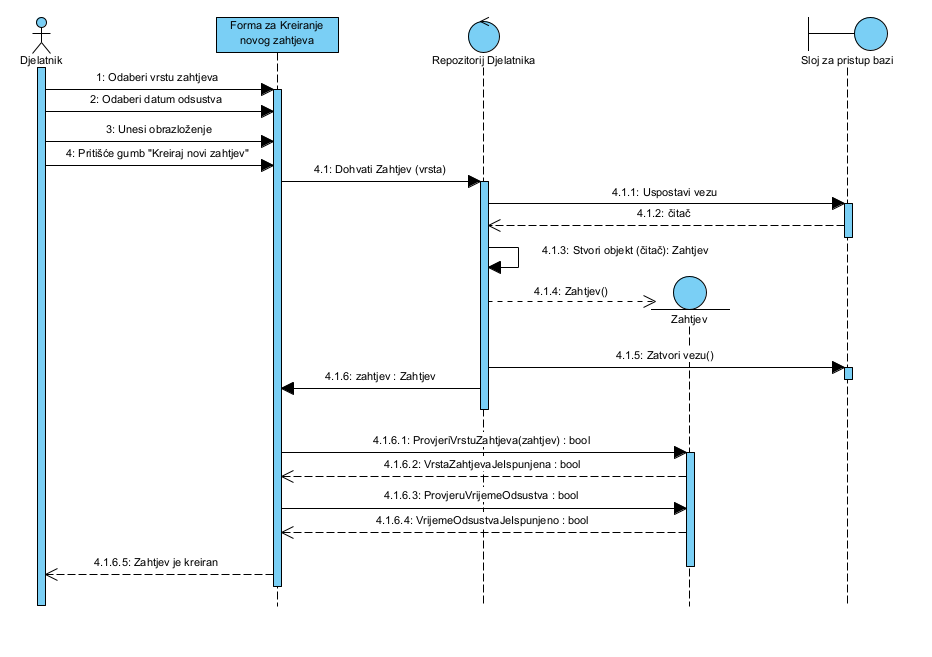 Forma za Kreiranje
novog zahtjeva
Djelatnik
Repozitorij Djelatnika
Sloj za pristup bazi
1: Odaberi vrstu zahtjeva
2: Odaberi datum odsustva
3: Unesi obrazloženje
4: Pritišće gumb "Kreiraj novi zahtjev"
4.1: Dohvati Zahtjev (vrsta)
4.1.1: Uspostavi vezu
4.1.2: čitač
4.1.3: Stvori objekt (čitač): Zahtjev
4.1.4: Zahtjev()
Zahtjev
4.1.5: Zatvori vezu()
4.1.6: zahtjev : Zahtjev
4.1.6.1: ProvjeriVrstuZahtjeva(zahtjev) : bool
4.1.6.2: VrstaZahtjevaJeIspunjena : bool
4.1.6.3: ProvjeruVrijemeOdsustva : bool
4.1.6.4: VrijemeOdsustvaJeIspunjeno : bool
4.1.6.5: Zahtjev je kreiran